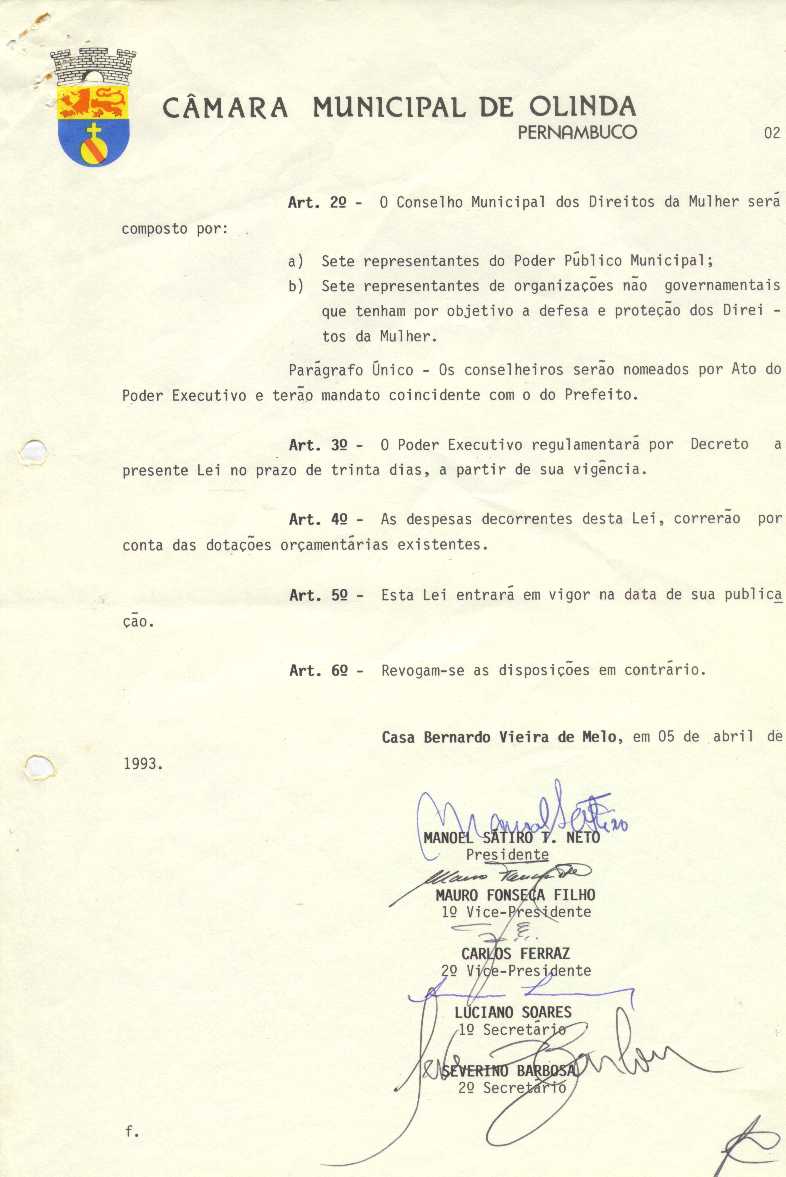 CÂMARA MUNICIPAL DE OLINDA
PERNAMBUCO
02
Art. 2º - O Conselho Municipal dos Direitos da Mulher será
composto por:
a) Sete representantes do Poder Público Municipal;
b) Sete representantes de organizações não governamentais
que tenham por objetivo a defesa e proteção dos Direi -
tos da Mulher.
Parágrafo Único - Os conselheiros serão nomeados por Ato do
Poder Executivo e terão mandato coincidente com o do Prefeito.
Art. 3º - O Poder Executivo regulamentará por Decreto a
presente Lei no prazo de trinta dias, a partir de sua vigência.
Art. 4º - As despesas decorrentes desta Lei, correrão por
conta das dotações orçamentárias existentes.
Art. 5º - Esta Lei entrará em vigor na data de sua publica
ção.
Art. 6º - Revogam-se as disposições em contrário.
Casa Bernardo Vieira de Melo, em 05 de abril de
1993.
Manoel Satiro
MANOEL SÁTIRO T. NETO
Presidente
MAURO FONSECA FILHO
1º Vice-Presidente
CARLOS FERRAZ
2º Vice-Presidente
LUCIANO SOARES
1º Secretário
SEVERINO BARBOSA
2º Secretário
f.